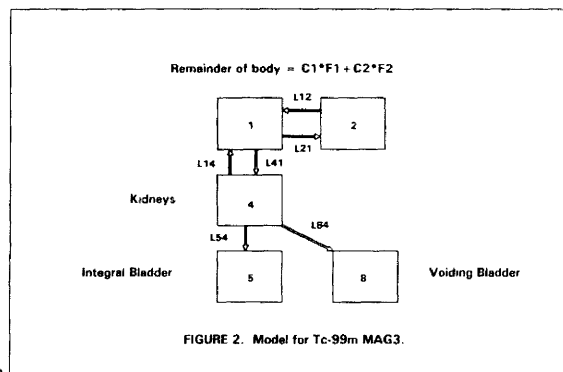 Remainder of body = C1*F1 + C2*F2
L12
1
2
L21
L14
L41
Kidneys
4
L54
L84
Integral Bladder
5
8
Voiding Bladder
FIGURE 2. Model for Tc-99m MAG3.